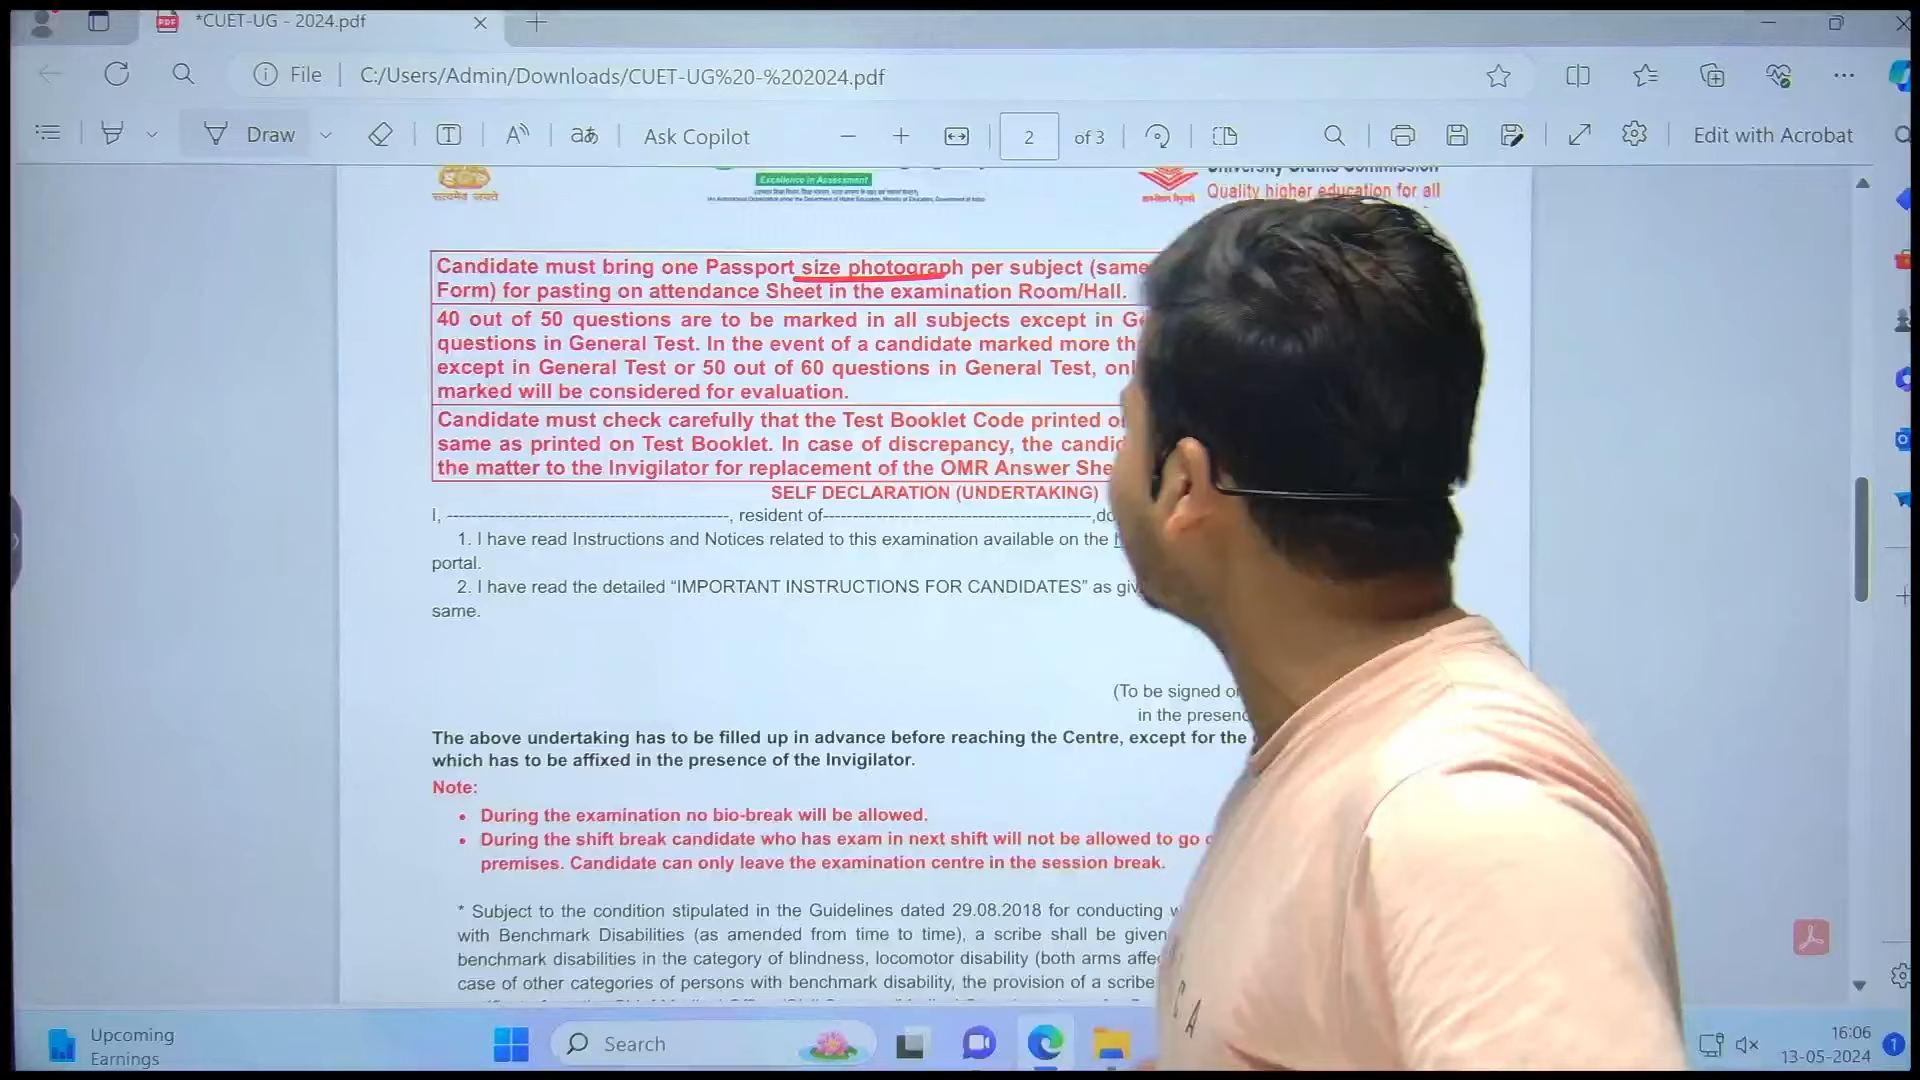 *CUET-UG - 2024.pdf
File
C:/Users/Admin/Downloads/CUET-UG%20-%202024.pdf
Draw
Ask Copilot
2 of 3
Edit with Acrobat
सत्यमेव जयते
Excellence in Assessment
University Grants Commission
Quality higher education for all
Candidate must bring one Passport size photograph per subject (same
Form) for pasting on attendance Sheet in the examination Room/Hall.
40 out of 50 questions are to be marked in all subjects except in
questions in General Test. In the event of a candidate marked more
except in General Test or 50 out of 60 questions in General Test,
marked will be considered for evaluation.
Candidate must check carefully that the Test Booklet Code printed
same as printed on Test Booklet. In case of discrepancy, the
the matter to the Invigilator for replacement of the OMR Answer
SELF DECLARATION (UNDERTAKING)
I, ----------------------------------------------, resident of--------------------------------------------,
1. I have read Instructions and Notices related to this examination available on the
portal.
2. I have read the detailed “IMPORTANT INSTRUCTIONS FOR CANDIDATES” as
same.
(To be signed
in the
The above undertaking has to be filled up in advance before reaching the Centre, except for the
which has to be affixed in the presence of the Invigilator.
Note:
• During the examination no bio-break will be allowed.
• During the shift break candidate who has exam in next shift will not be allowed to go
premises. Candidate can only leave the examination centre in the session break.
* Subject to the condition stipulated in the Guidelines dated 29.08.2018 for conducting
with Benchmark Disabilities (as amended from time to time), a scribe shall be given
benchmark disabilities in the category of blindness, locomotor disability (both arms
case of other categories of persons with benchmark disability, the provision of a scribe
Upcoming
Earnings
Search
16:06
13-05-2024
1